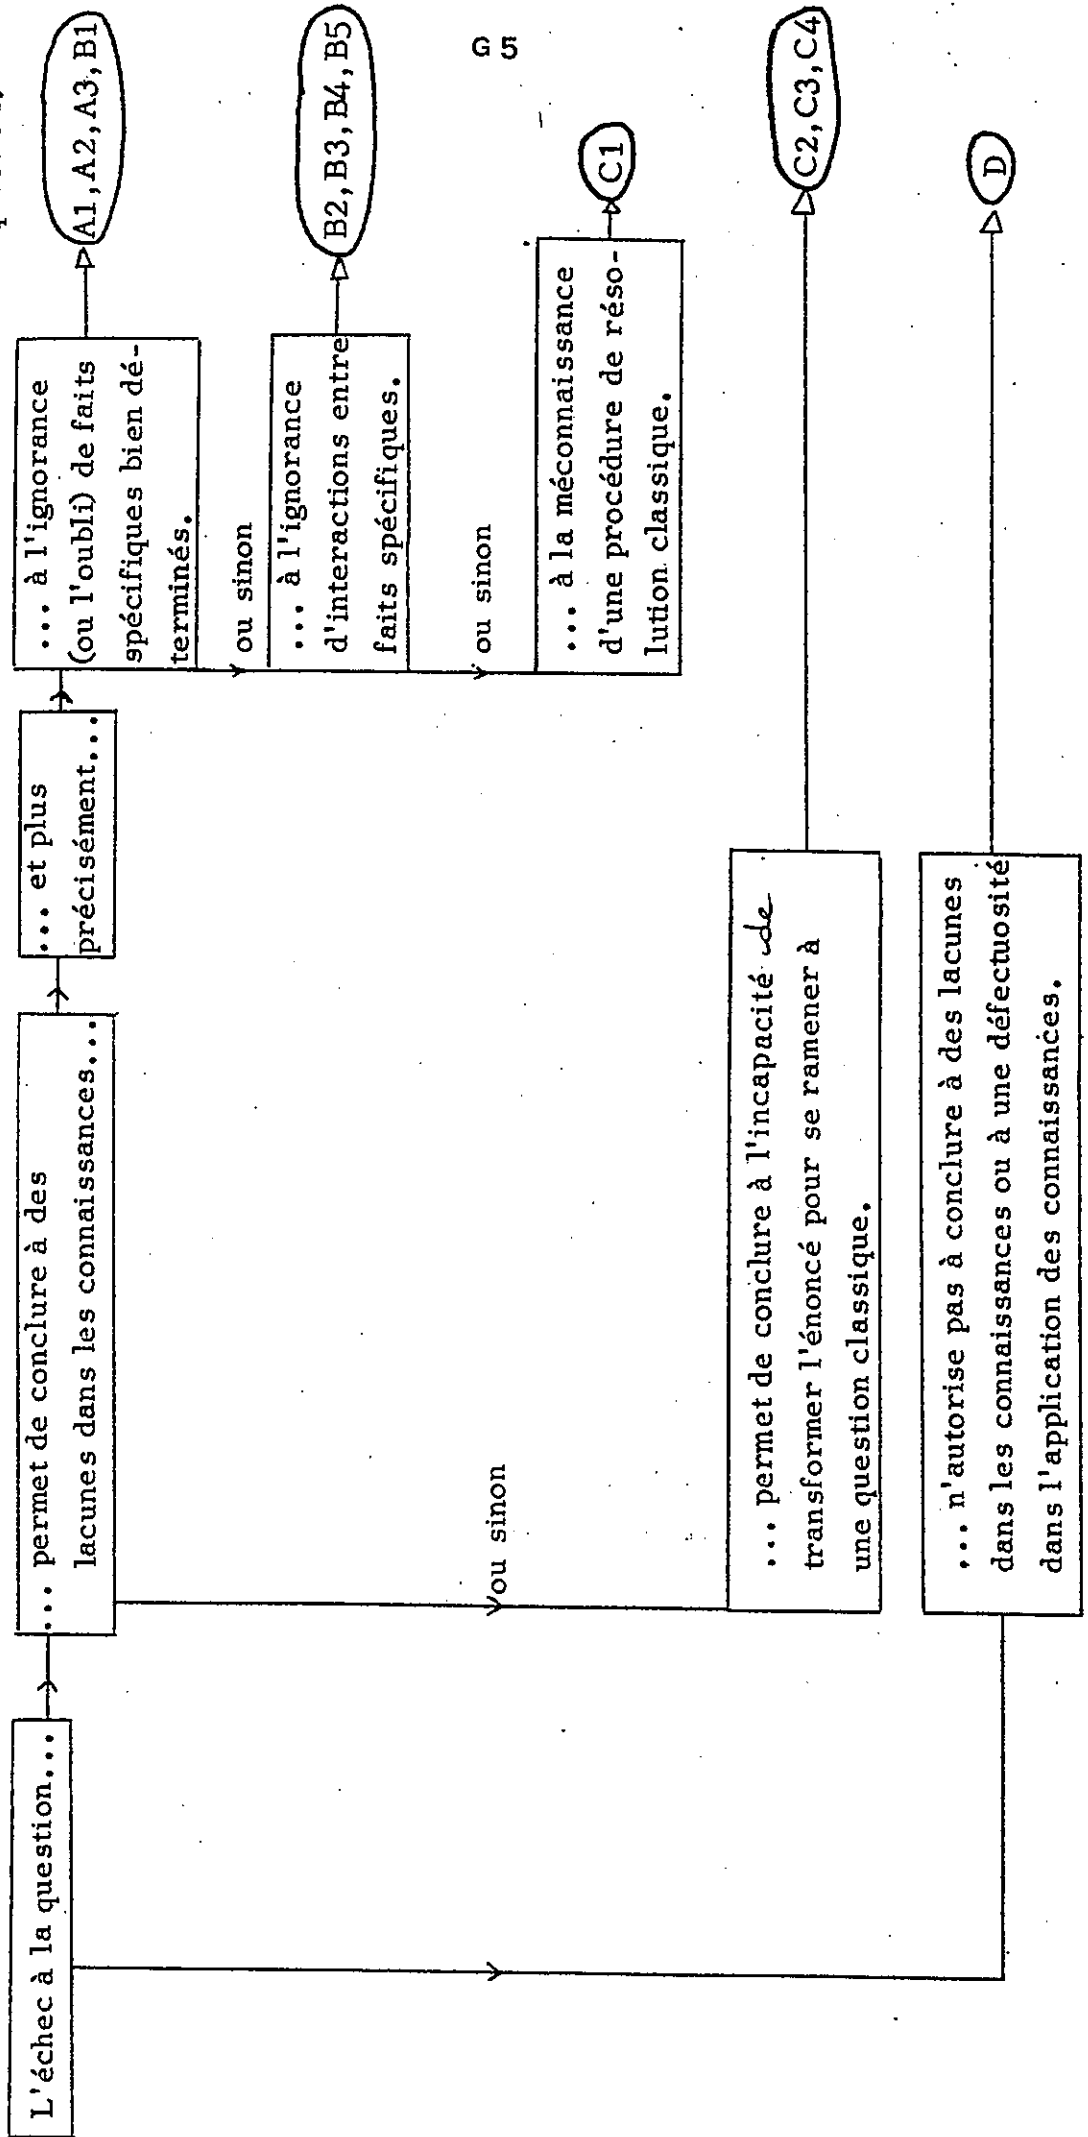 L'échec à la question...
... permet de conclure à des
lacunes dans les connaissances...
... et plus
précisément...
... à l'ignorance
(ou l'oubli) de faits
spécifiques bien dé-
terminés.
A1,A2,A3,B1
ou sinon
... à l'ignorance
d'interactions entre
faits spécifiques.
B2,B3,B4,B5
ou sinon
... à la méconnaissance
d'une procédure de réso-
lution classique.
C1
ou sinon
... permet de conclure à l'incapacité de
transformer l'énoncé pour se ramener à
une question classique.
C2,C3,C4
... n'autorise pas à conclure à des lacunes
dans les connaissances ou à une défectuosité
dans l'application des connaissances.
D
G 5